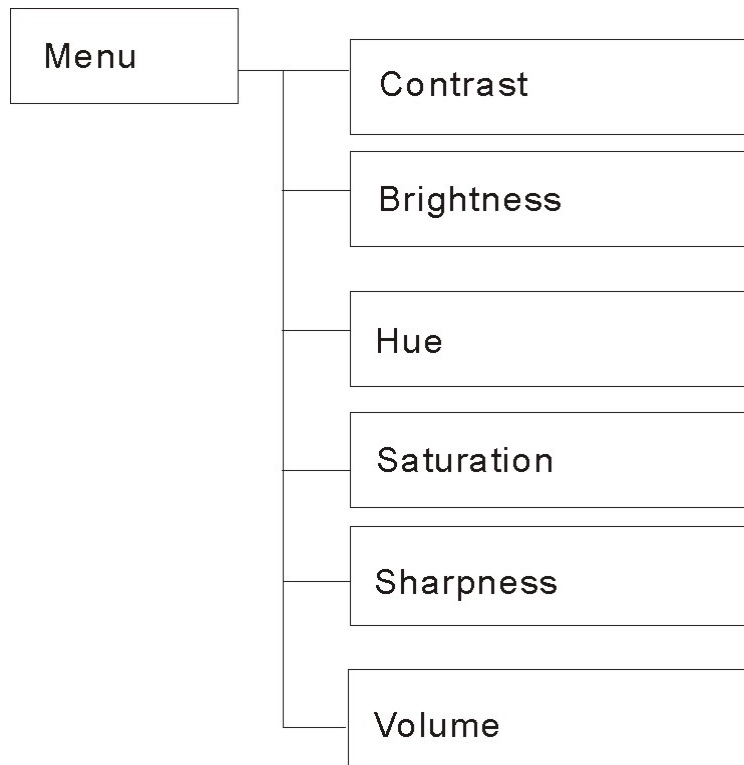 Menu
Contrast
Brightness
Hue
Saturation
Sharpness
Volume